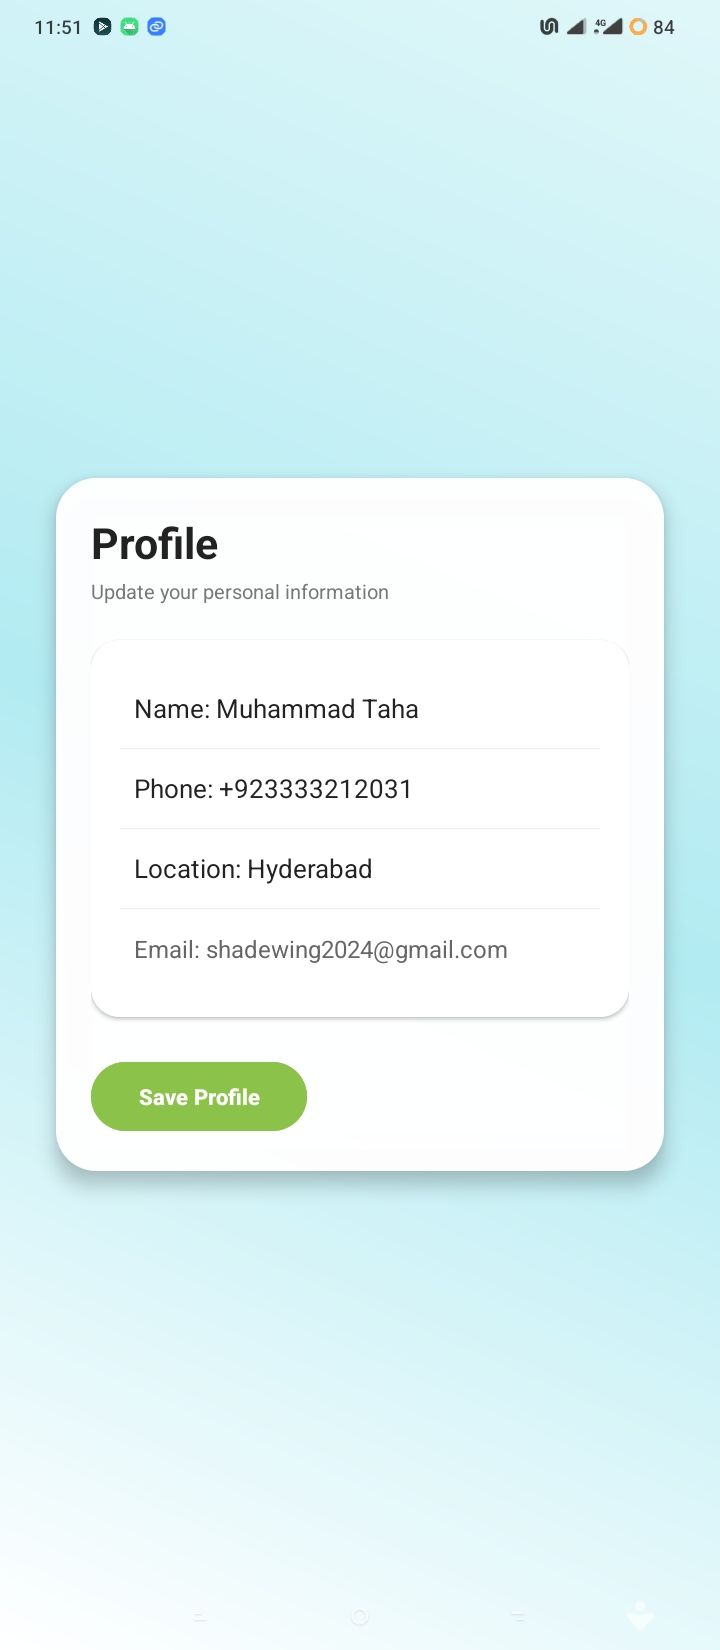 11:51 4G 84
Profile
Update your personal information
Name: Muhammad Taha
Phone: +923333212031
Location: Hyderabad
Email: shadewing2024@gmail.com
Save Profile